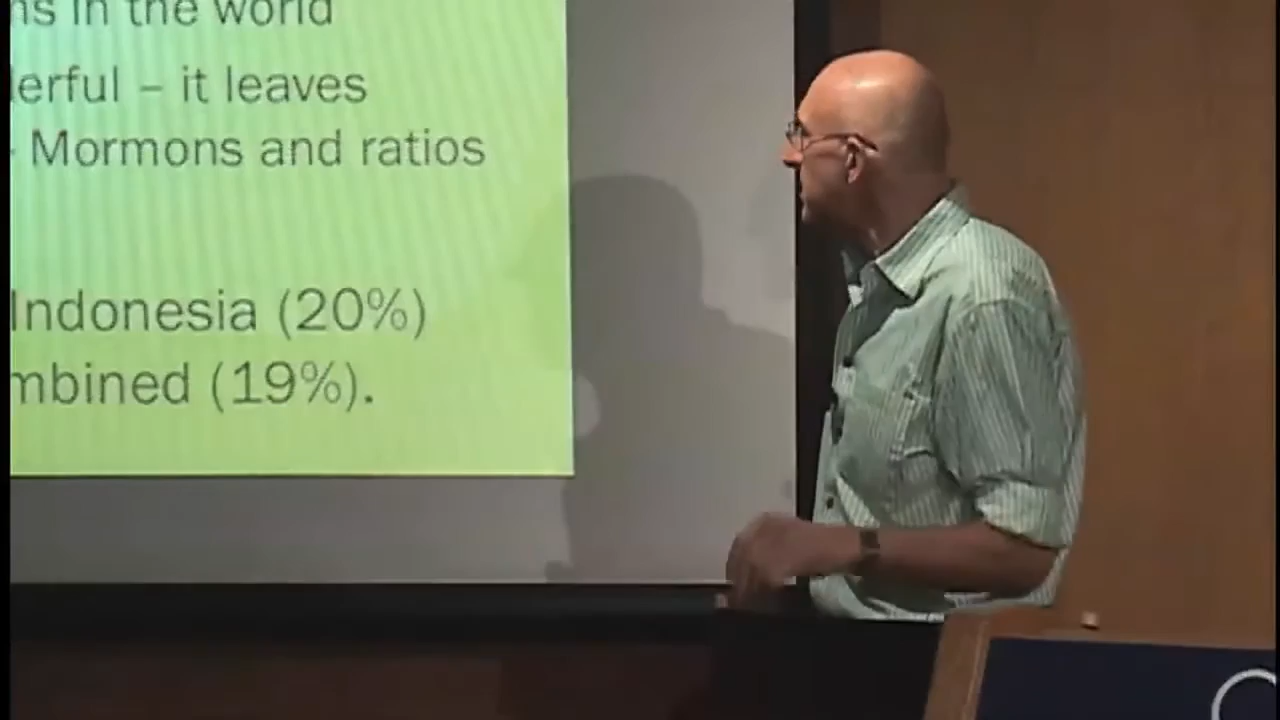 ns in the world
lerful – it leaves
- Mormons and ratios
Indonesia (20%)
mbined (19%).